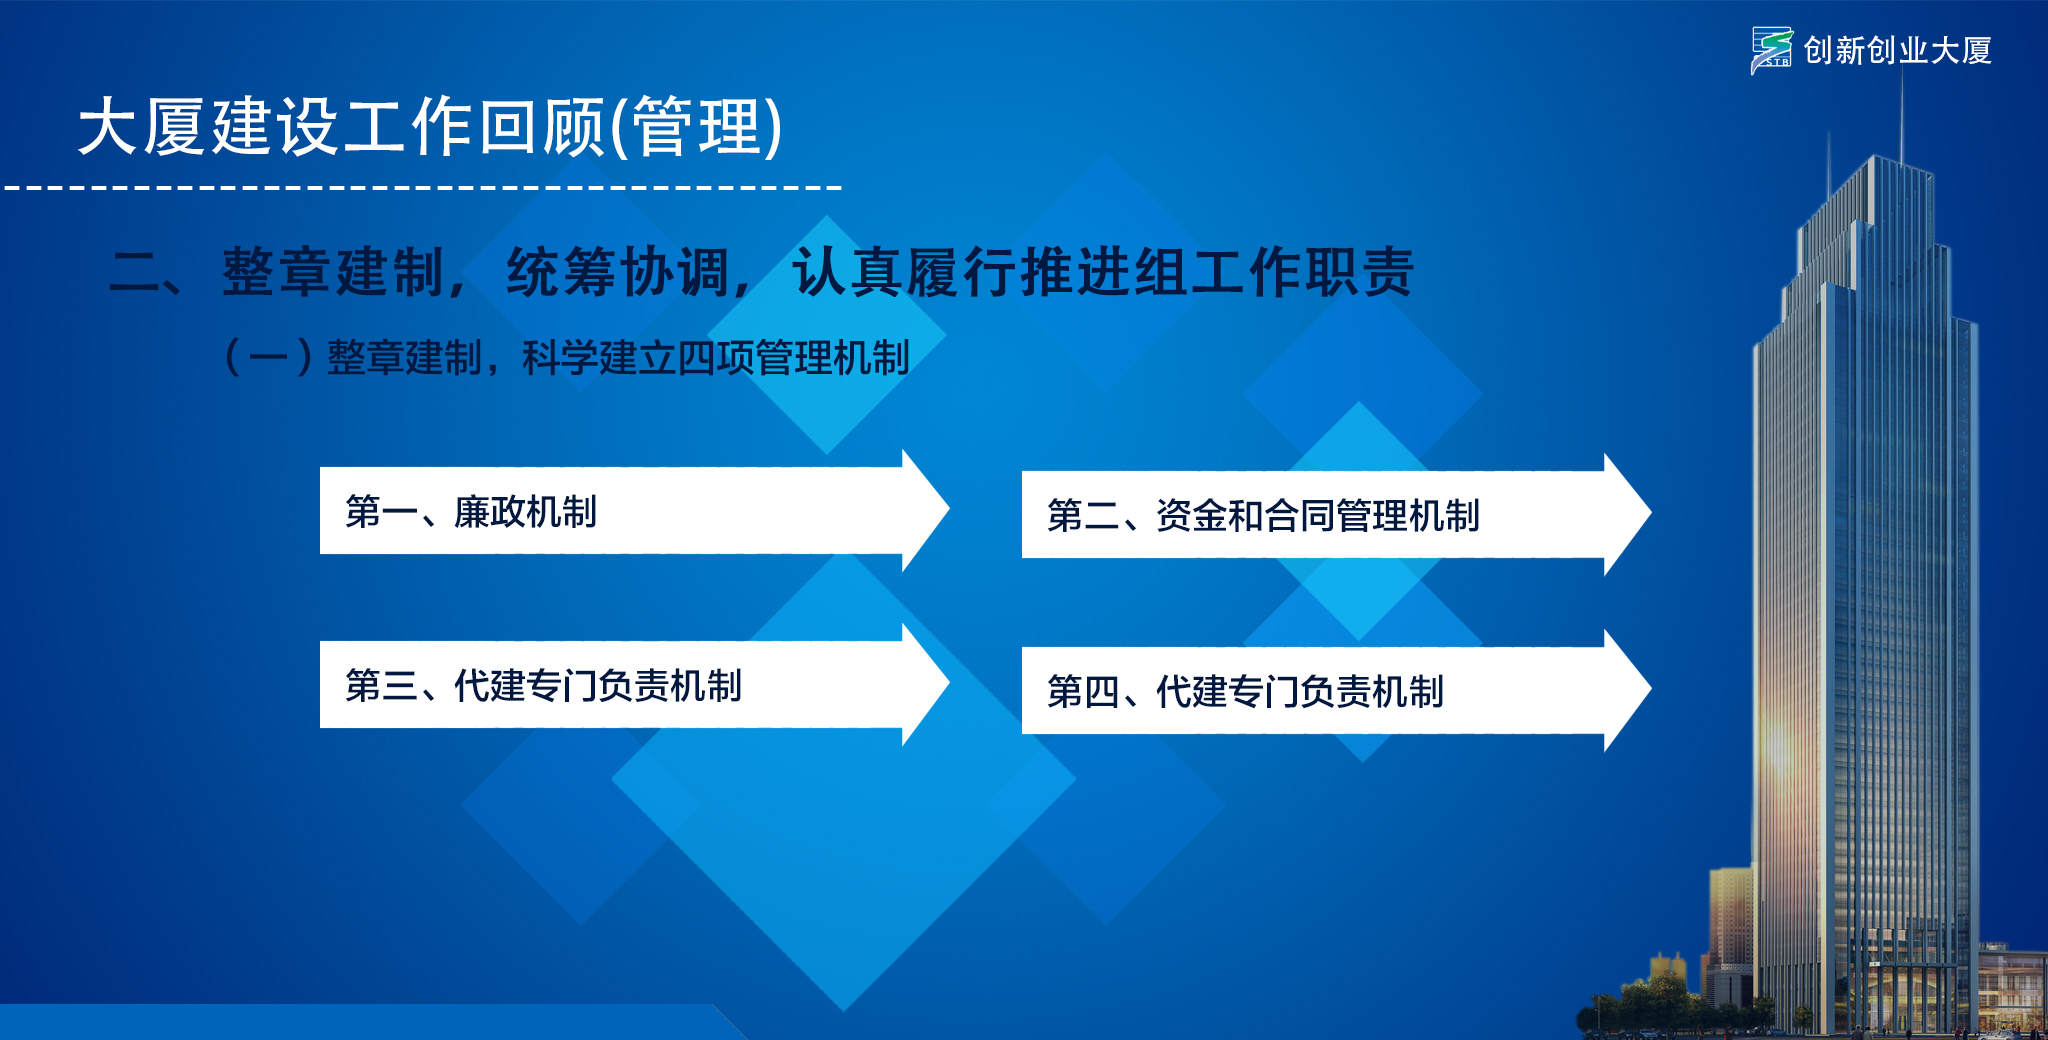 STB 创新创业大厦
大厦建设工作回顾(管理)
二、整章建制，统筹协调，认真履行推进组工作职责
（一）整章建制，科学建立四项管理机制
第一、廉政机制
第二、资金和合同管理机制
第三、代建专门负责机制
第四、代建专门负责机制